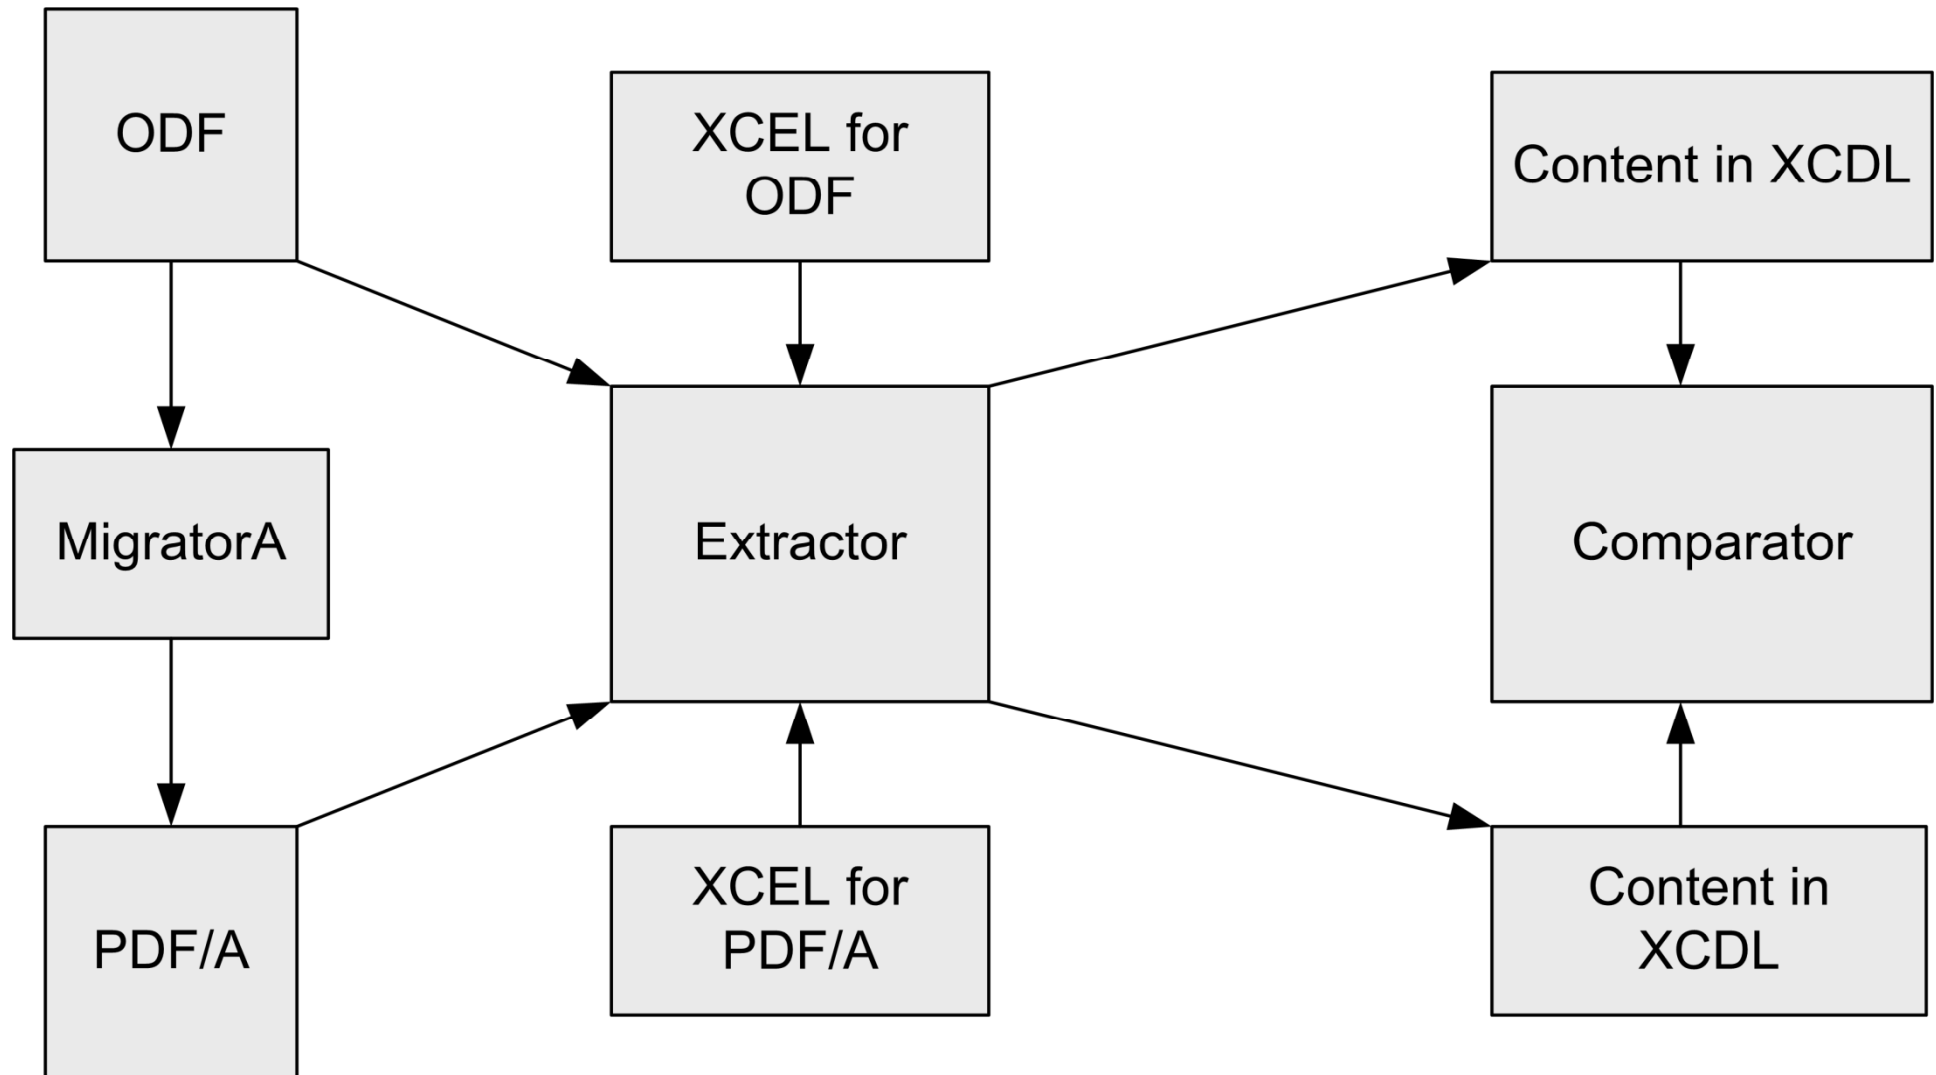 ODF
XCEL for
ODF
Content in XCDL
MigratorA
Extractor
Comparator
PDF/A
XCEL for
PDF/A
Content in
XCDL